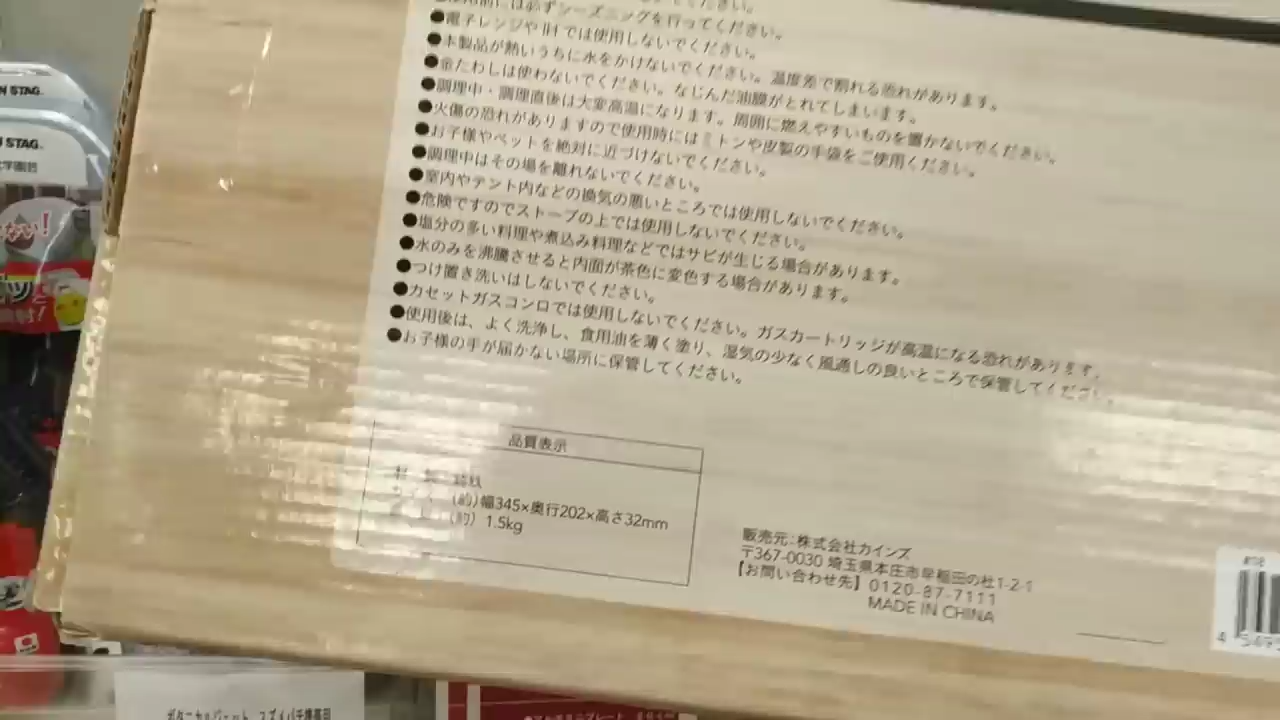 使用前には必ずシーズニングを行ってください。
●電子レンジやIHでは使用しないでください。
●本製品が熱いうちに水をかけないでください。温度差で割れる恐れがあります。
●金たわしは使わないでください。なじんだ油膜がとれてしまいます。
●調理中・調理直後は大変高温になります。周囲に燃えやすいものを置かないでください。
●火傷の恐れがありますので使用時にはミトンや皮製の手袋をご使用ください。
●お子様やペットを絶対に近づけないでください。
●調理中はその場を離れないでください。
●室内やテント内などの換気の悪いところでは使用しないでください。
●危険ですのでストーブの上では使用しないでください。
●塩分の多い料理や煮込み料理などではサビが生じる場合があります。
●水のみを沸騰させると内面が茶色に変色する場合があります。
●つけ置き洗いはしないでください。
●カセットガスコンロでは使用しないでください。ガスカートリッジが高温になる恐れがあります。
●使用後は、よく洗浄し、食用油を薄く塗り、湿気の少なく風通しの良いところで保管してください。
●お子様の手が届かない場所に保管してください。
品質表示
(約)幅345×奥行202×高さ32mm
(約) 1.5kg
販売元:株式会社カインズ
〒367-0030 埼玉県本庄市早稲田の杜1-2-1
【お問い合わせ先】0120-87-7111
MADE IN CHINA
N STAG.
STAG.
ない!